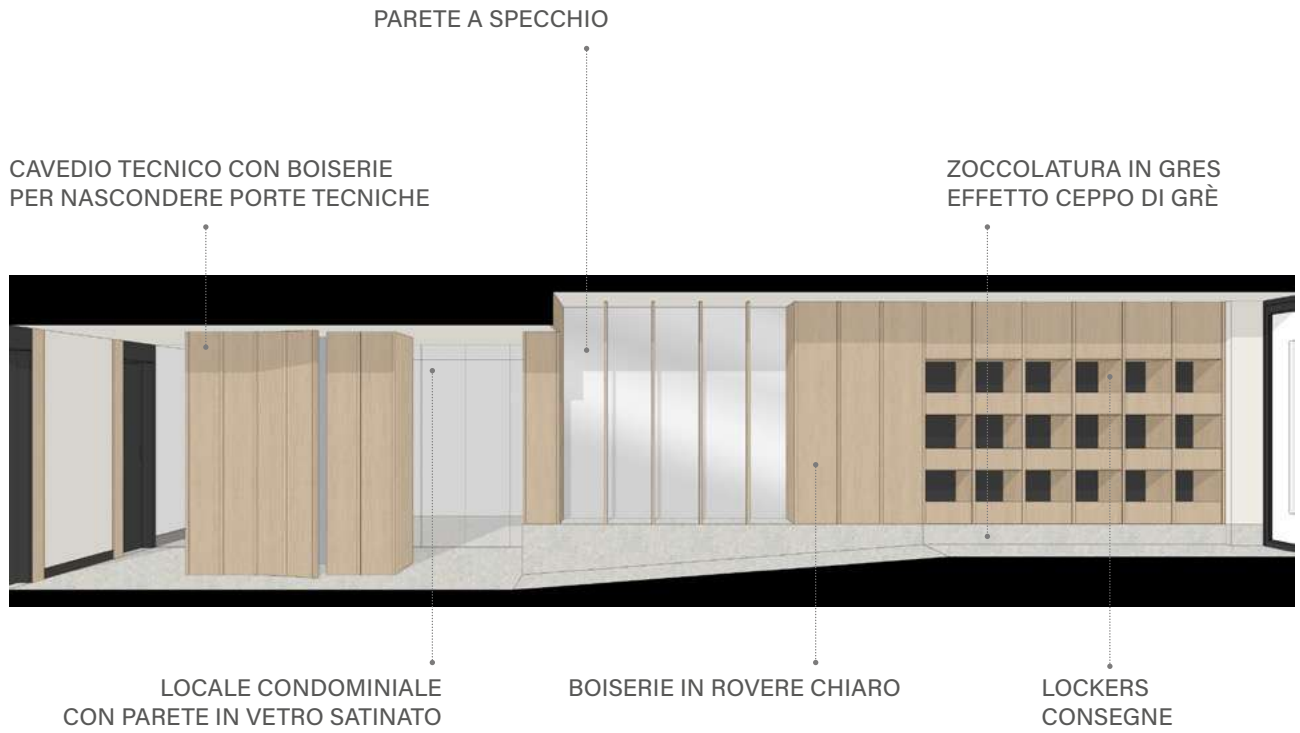 PARETE A SPECCHIO
CAVEDIO TECNICO CON BOISERIE
PER NASCONDERE PORTE TECNICHE
ZOCCOLATURA IN GRES
EFFETTO CEPPO DI GRÈ
LOCALE CONDOMINIALE
CON PARETE IN VETRO SATINATO
BOISERIE IN ROVERE CHIARO
LOCKERS
CONSEGNE